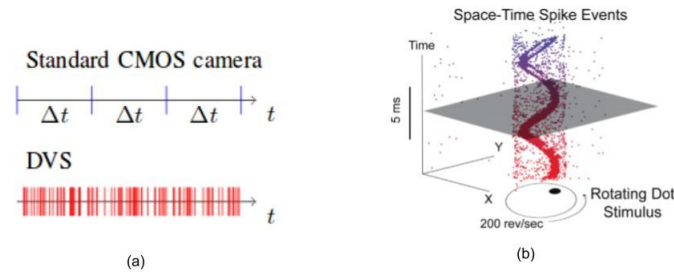 Standard CMOS camera
Δt Δt Δt t
DVS
t
(a)
Space-Time Spike Events
Time
5 ms
Y
X
Rotating Dot
Stimulus
200 rev/sec
(b)